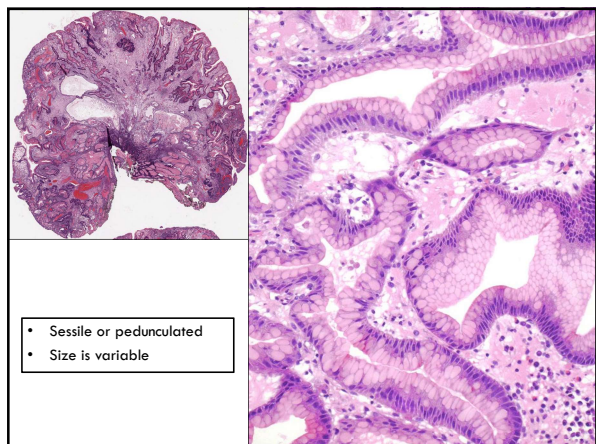 • Sessile or pedunculated
• Size is variable